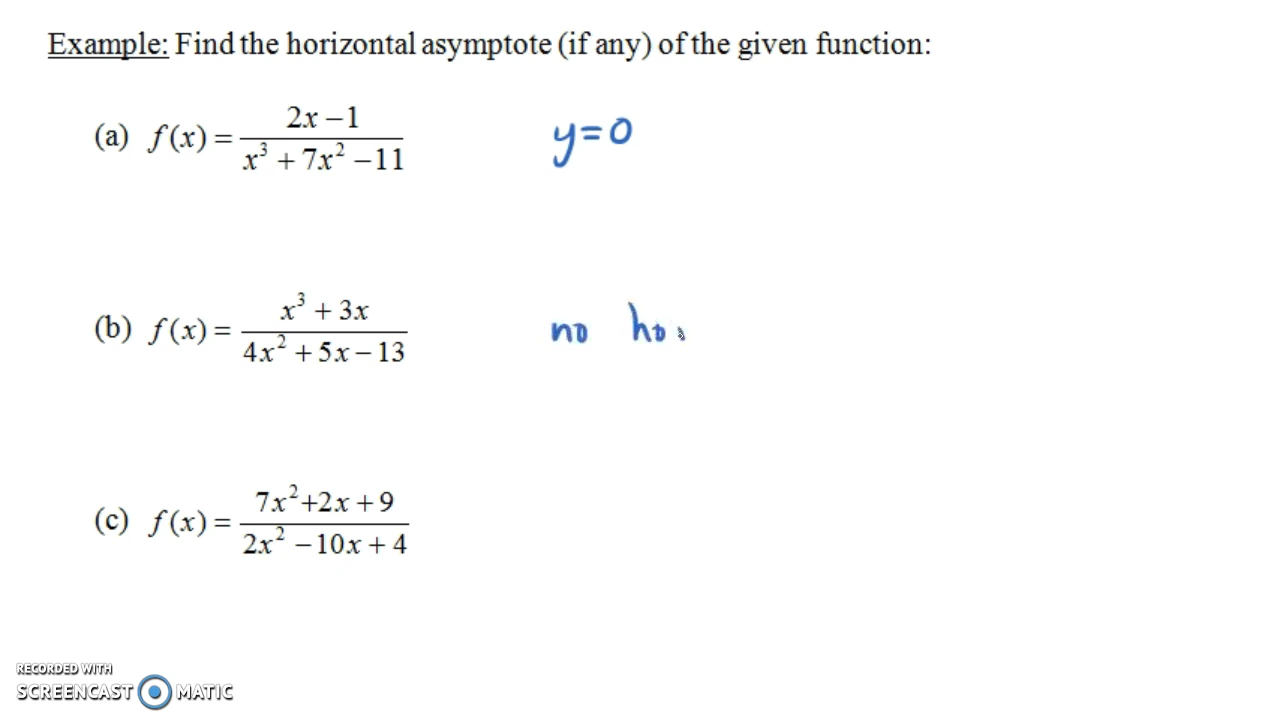 Example: Find the horizontal asymptote (if any) of the given function:
(a) f(x) = (2x − 1)/(x³ + 7x² − 11) y=0
(b) f(x) = (x³ + 3x)/(4x² + 5x − 13) no ho
(c) f(x) = (7x²+2x + 9)/(2x² − 10x + 4)
RECORDED WITH
SCREENCAST MATIC